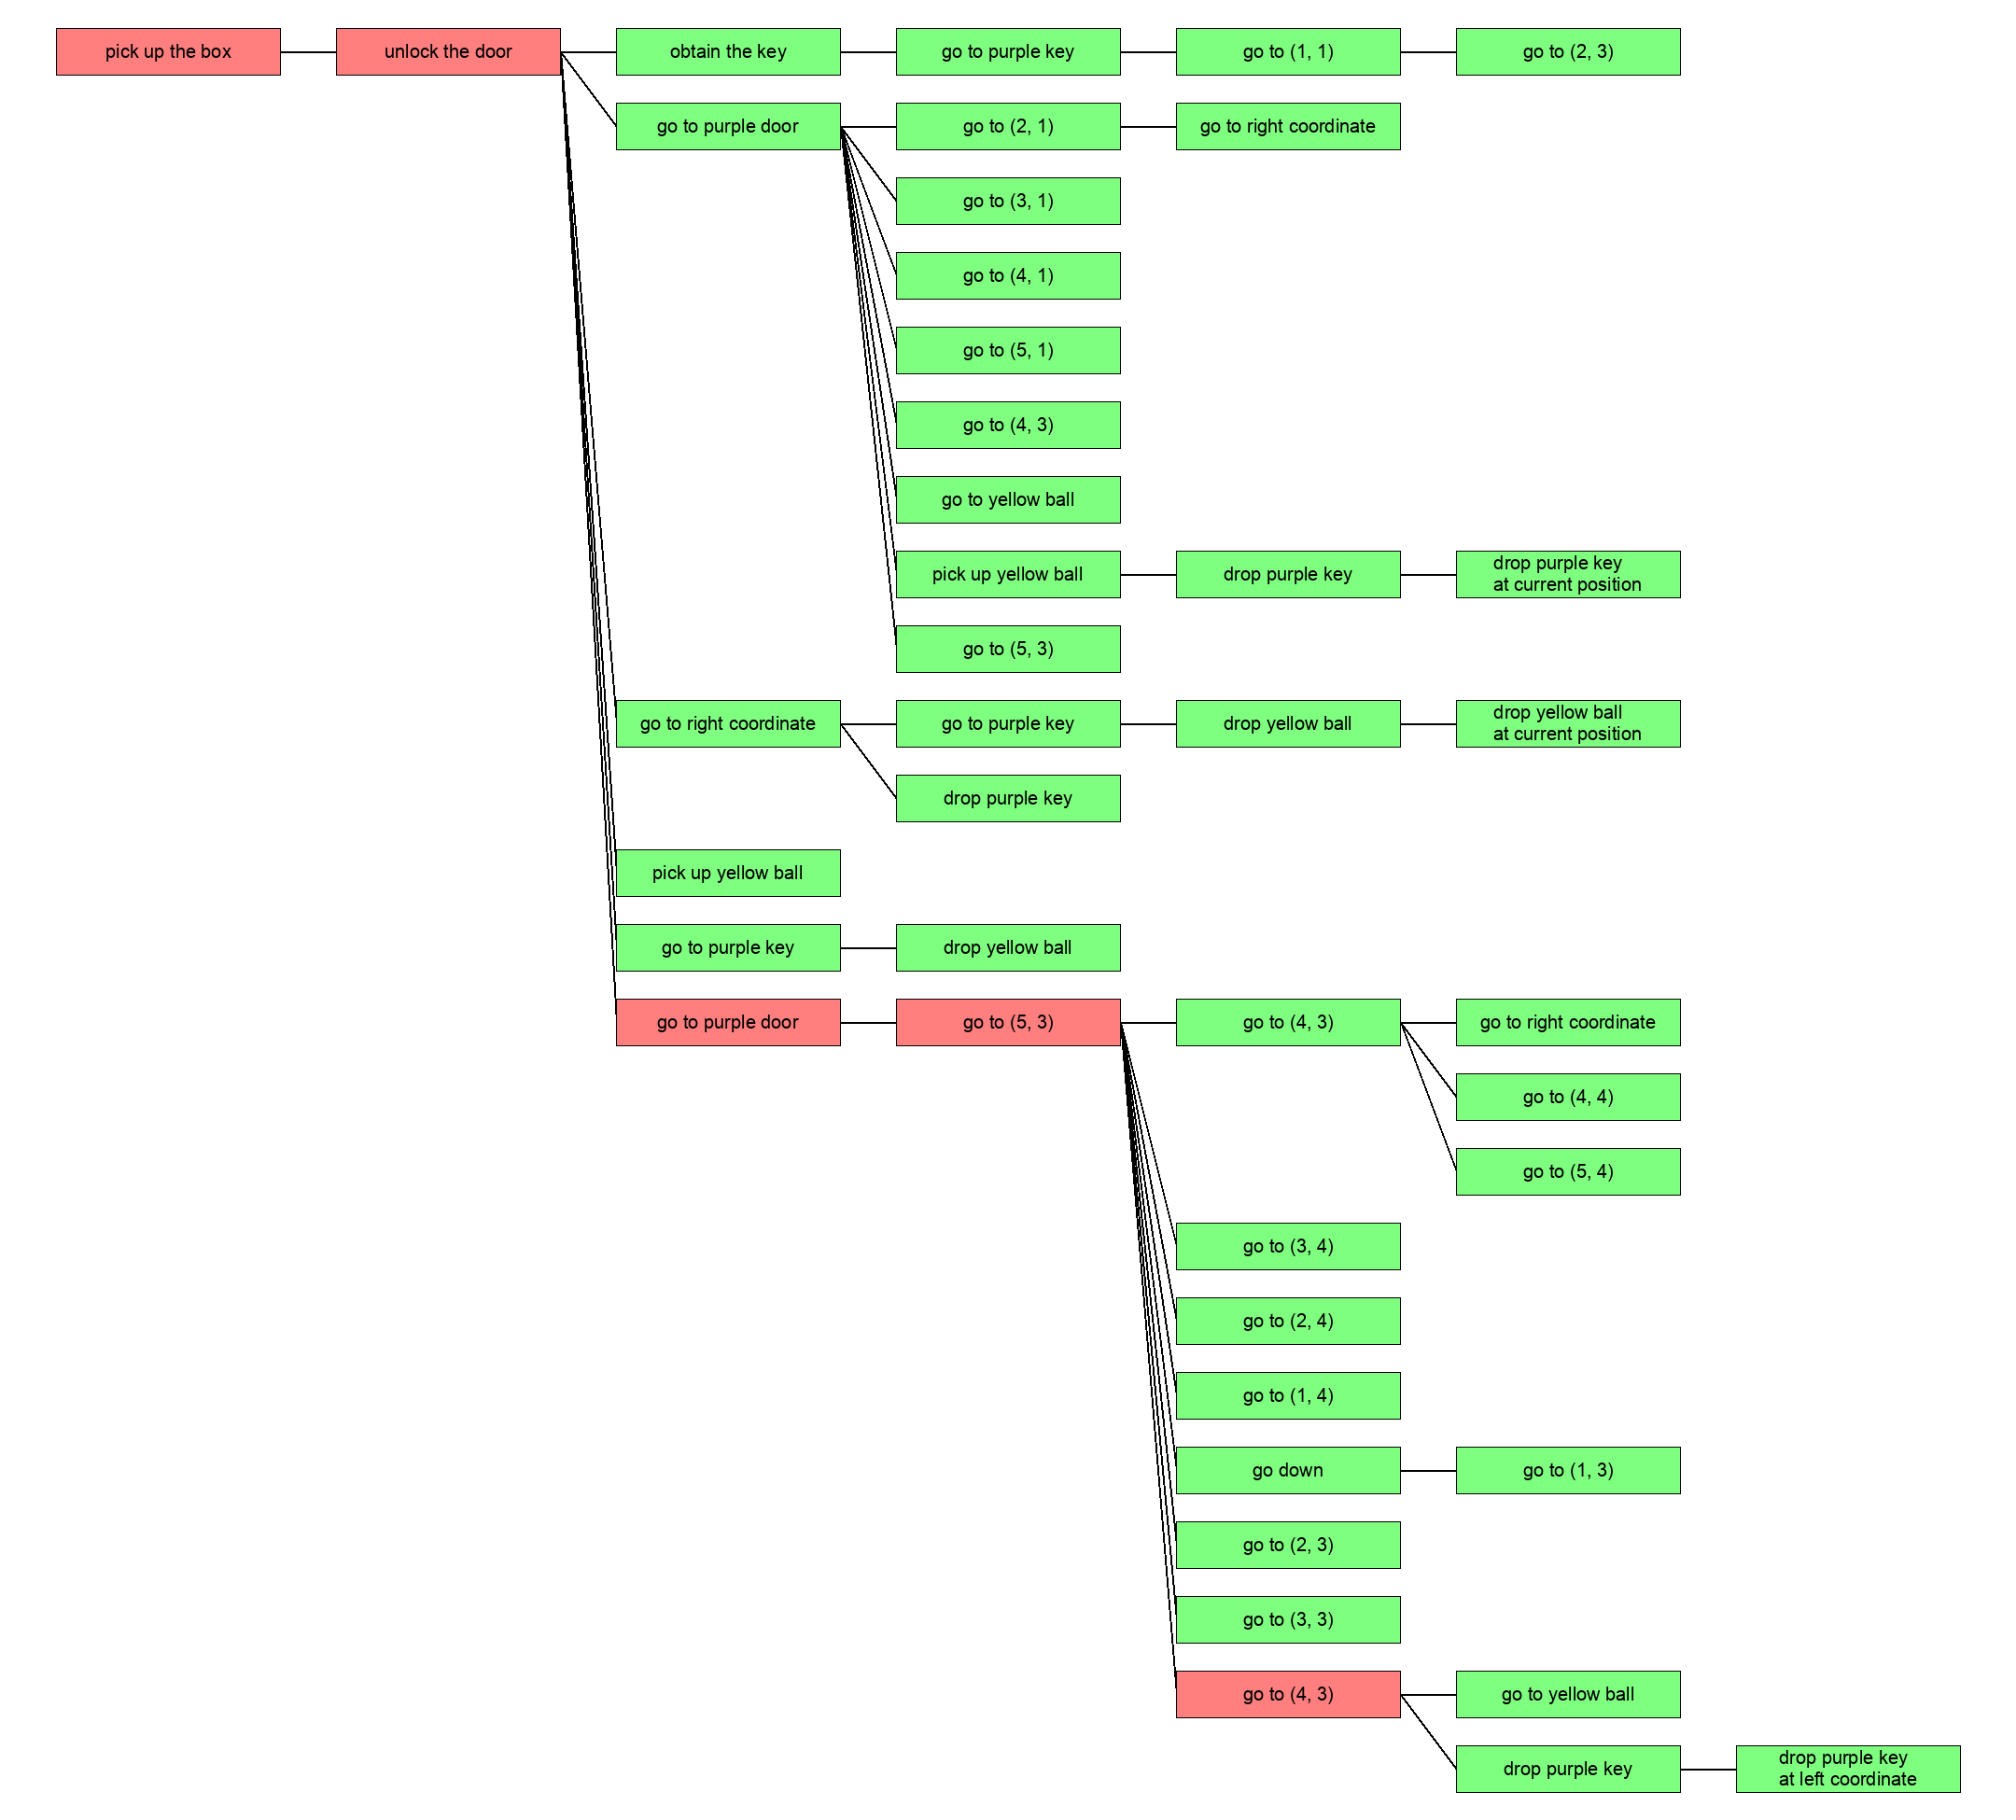 pick up the box
unlock the door
obtain the key
go to purple key
go to (1, 1)
go to (2, 3)
go to purple door
go to (2, 1)
go to right coordinate
go to (3, 1)
go to (4, 1)
go to (5, 1)
go to (4, 3)
go to yellow ball
pick up yellow ball
drop purple key
drop purple key
at current position
go to (5, 3)
go to right coordinate
go to purple key
drop yellow ball
drop yellow ball
at current position
drop purple key
pick up yellow ball
go to purple key
drop yellow ball
go to purple door
go to (5, 3)
go to (4, 3)
go to right coordinate
go to (4, 4)
go to (5, 4)
go to (3, 4)
go to (2, 4)
go to (1, 4)
go down
go to (1, 3)
go to (2, 3)
go to (3, 3)
go to (4, 3)
go to yellow ball
drop purple key
drop purple key
at left coordinate